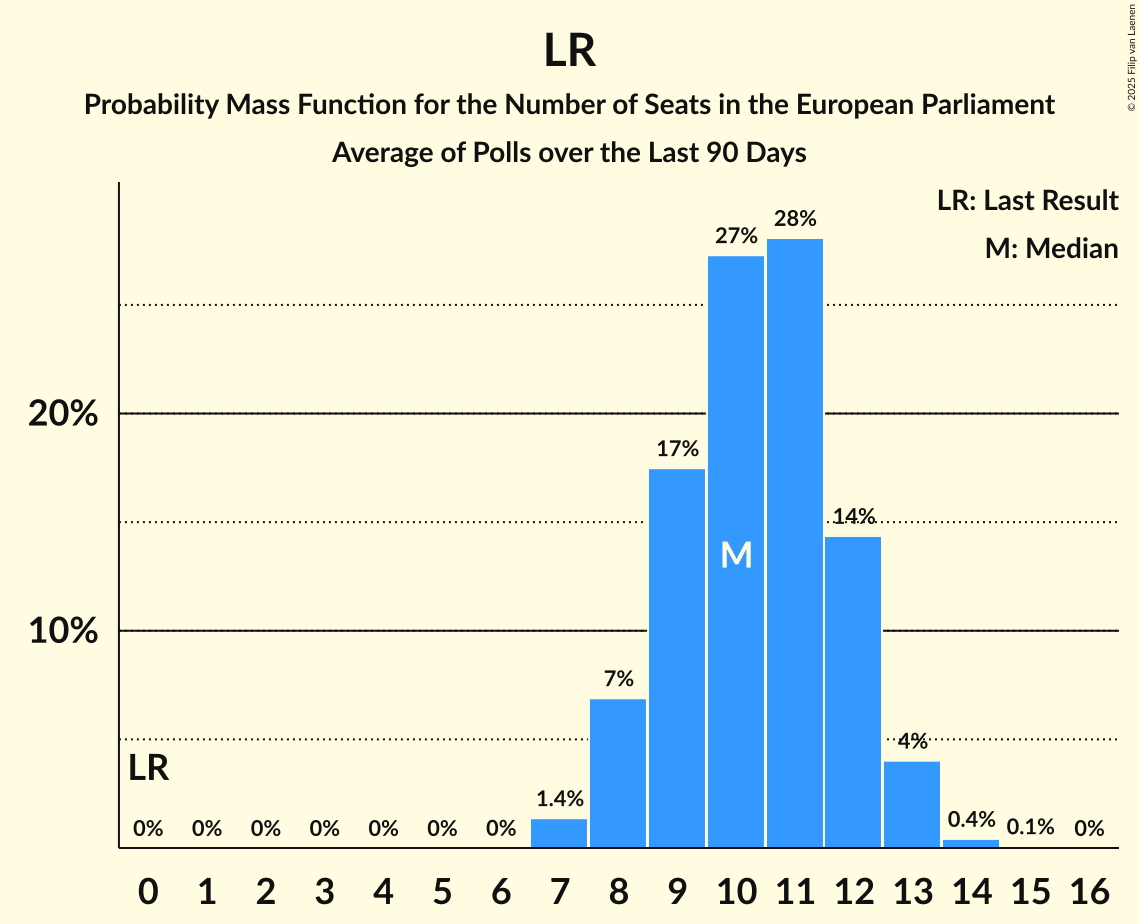 LR
Probability Mass Function for the Number of Seats in the European Parliament
Average of Polls over the Last 90 Days
© 2025 Filip van Laenen
LR: Last Result
M: Median
28%
27%
20%
17%
14%
M
10%
7%
4%
LR
1.4%
0.4%
0% 0% 0% 0% 0% 0% 0% 0.1% 0%
0 1 2 3 4 5 6 7 8 9 10 11 12 13 14 15 16